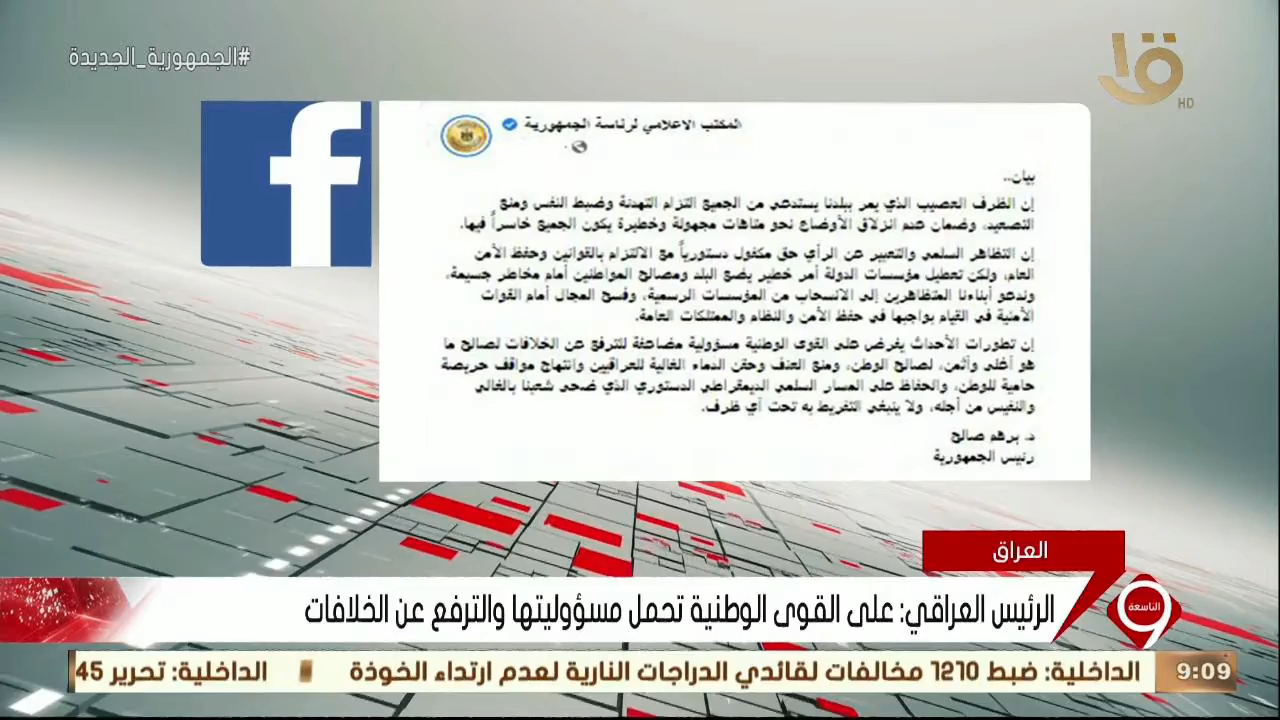 #الجمهورية_الجديدة
HD
المكتب الاعلامي لرئاسة الجمهورية
بيان..
إن الظرف العصيب الذي يمر ببلدنا يستدعي من الجميع التزام التهدئة وضبط النفس ومنع
التصعيد، وضمان عدم انزلاق الأوضاع نحو متاهات مجهولة وخطيرة يكون الجميع خاسراً فيها.
إن التظاهر السلمي والتعبير عن الرأي حق مكفول دستورياً مع الالتزام بالقوانين وحفظ الأمن
العام، ولكن تعطيل مؤسسات الدولة أمر خطير يضع البلد ومصالح المواطنين أمام مخاطر جسيمة،
وندعو أبناءنا المتظاهرين إلى الانسحاب من المؤسسات الرسمية، وفسح المجال أمام القوات
الأمنية في القيام بواجبها في حفظ الأمن والنظام والممتلكات العامة.
إن تطورات الأحداث يفرض على القوى الوطنية مسؤولية مضاعفة للترفع عن الخلافات لصالح ما
هو أغلى وأثمن، لصالح الوطن، ومنع العنف وحقن الدماء الغالية للعراقيين وانتهاج مواقف حريصة
حامية للوطن، والحفاظ على المسار السلمي الديمقراطي الدستوري الذي ضحى شعبنا بالغالي
والنفيس من أجله، ولا ينبغي التفريط به تحت أي ظرف.
د. برهم صالح
رئيس الجمهورية
العراق
الرئيس العراقي: على القوى الوطنية تحمل مسؤوليتها والترفع عن الخلافات
التاسعة
9:09 الداخلية: ضبط 1270 مخالفات لقائدي الدراجات النارية لعدم ارتداء الخوذة الداخلية: تحرير 45